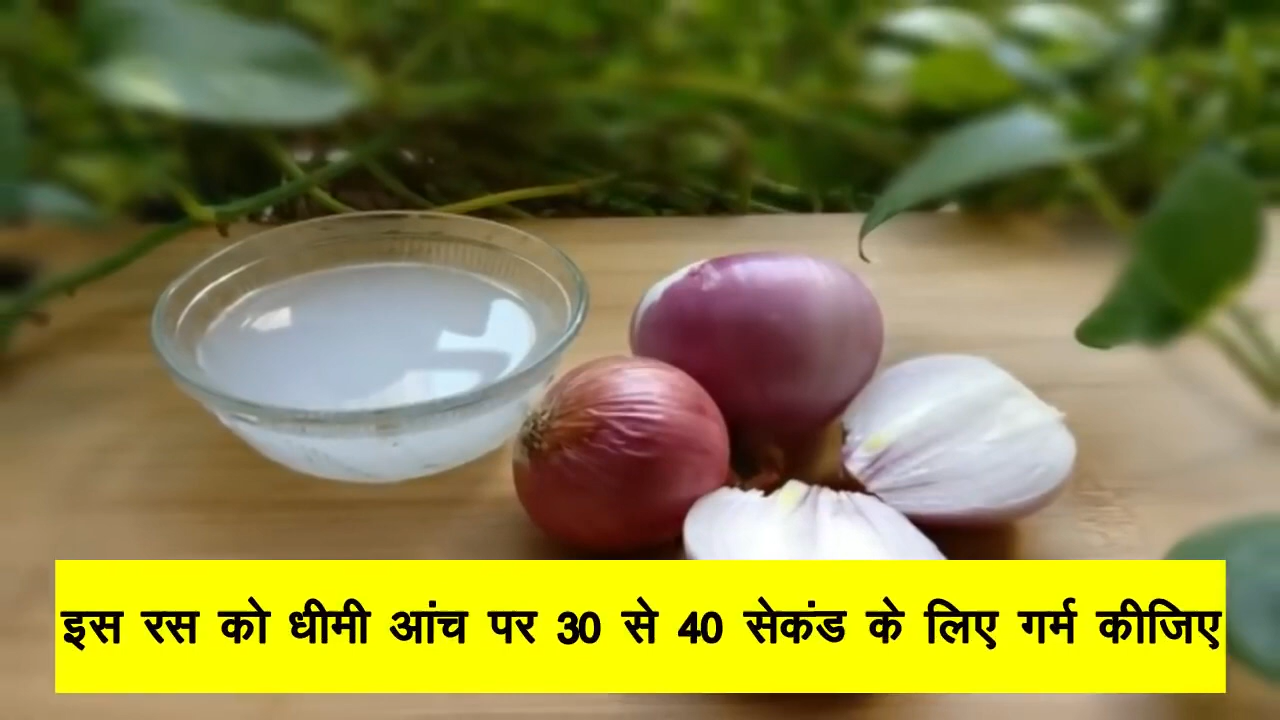 इस रस को धीमी आंच पर 30 से 40 सेकंड के लिए गर्म कीजिए